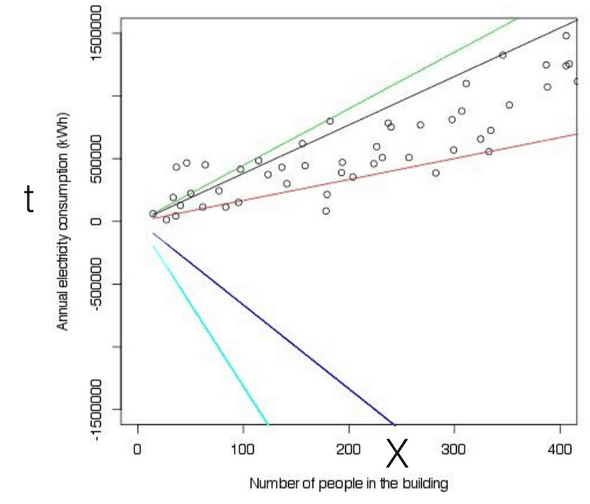 t
Annual electricity consumption (kWh)
1500000
500000
0
-500000
-1500000
0 100 200 300 400
X
Number of people in the building